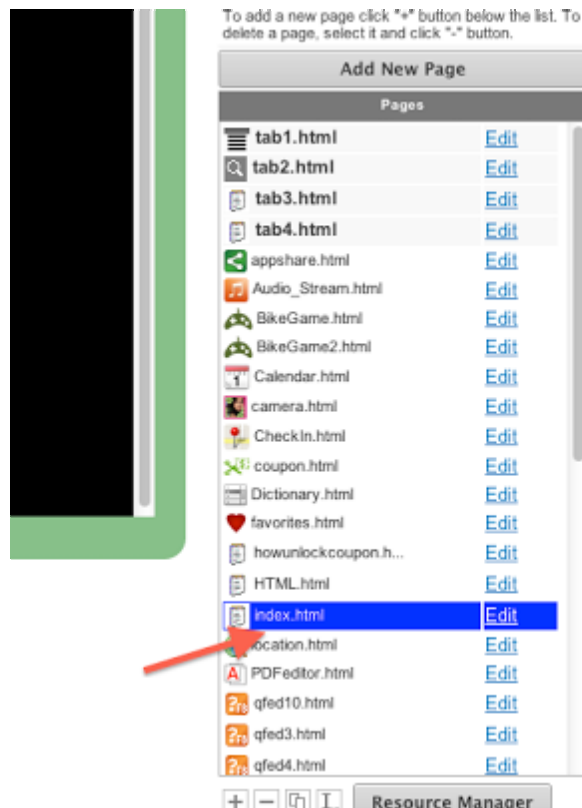 To add a new page click "+" button below the list. To
delete a page, select it and click "-" button.
Add New Page
Pages
tab1.html Edit
tab2.html Edit
tab3.html Edit
tab4.html Edit
appshare.html Edit
Audio_Stream.html Edit
BikeGame.html Edit
BikeGame2.html Edit
Calendar.html Edit
camera.html Edit
CheckIn.html Edit
coupon.html Edit
Dictionary.html Edit
favorites.html Edit
howunlockcoupon.h... Edit
HTML.html Edit
index.html Edit
location.html Edit
PDFeditor.html Edit
qfed10.html Edit
qfed3.html Edit
qfed4.html Edit
Resource Manager